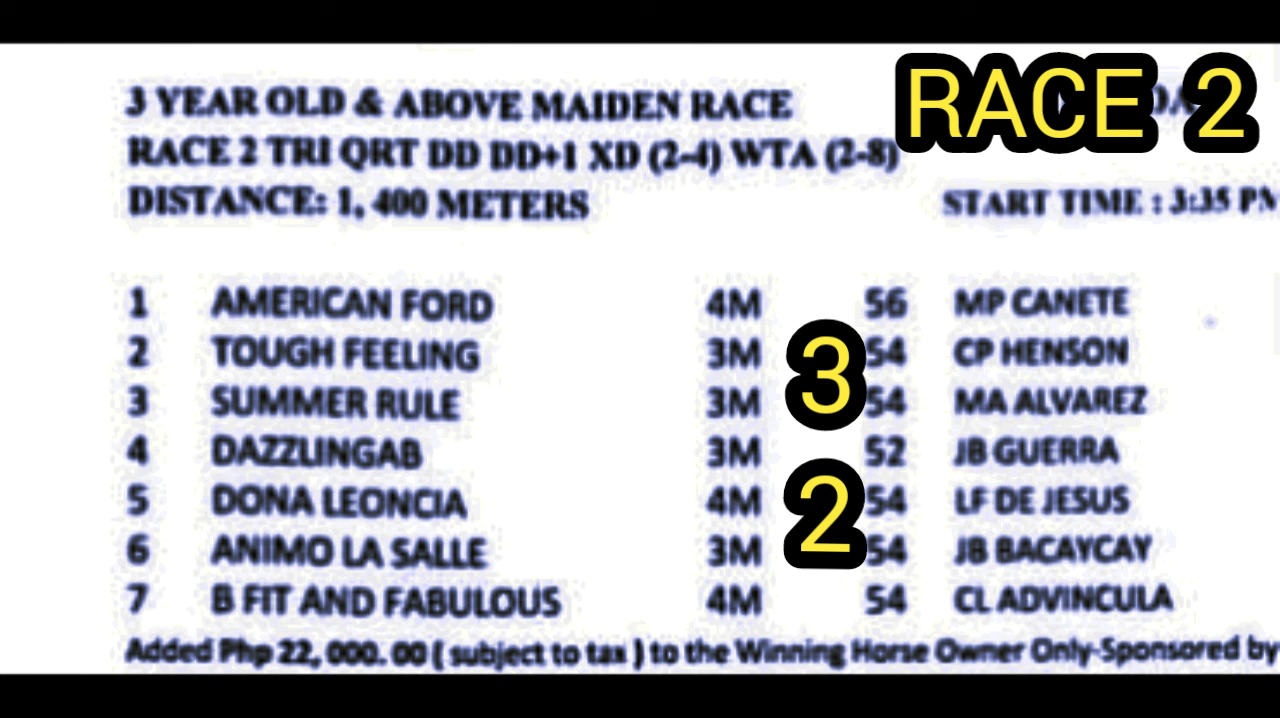 RACE 2
3 YEAR OLD & ABOVE MAIDEN RACE
RACE 2 TRI QRT DD DD+1 XD (2-4) WTA (2-8)
DISTANCE: 1, 400 METERS START TIME : 3:35 PM
1 AMERICAN FORD 4M 56 MP CANETE
2 TOUGH FEELING 3M 54 CP HENSON
3
3 SUMMER RULE 3M 54 MA ALVAREZ
4 DAZZLINGAB 3M 52 JB GUERRA
5 DONA LEONCIA 4M 54 LF DE JESUS
2
6 ANIMO LA SALLE 3M 54 JB BACAYCAY
7 B FIT AND FABULOUS 4M 54 CL ADVINCULA
Added Php 22, 000. 00 ( subject to tax ) to the Winning Horse Owner Only-Sponsored by